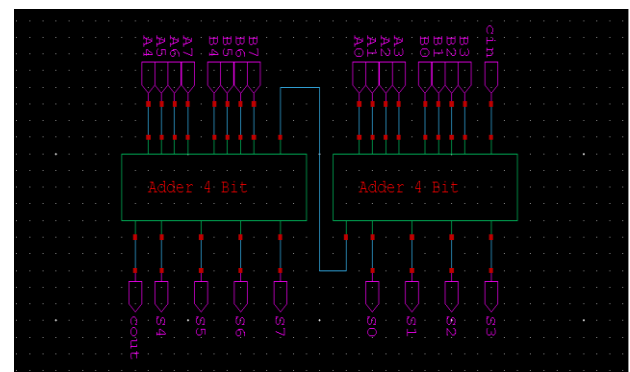 A4
A5
A6
A7
B4
B5
B6
B7
A0
A1
A2
A3
B0
B1
B2
B3
cin
Adder 4 Bit
Adder 4 Bit
cout
S4
S5
S6
S7
S0
S1
S2
S3